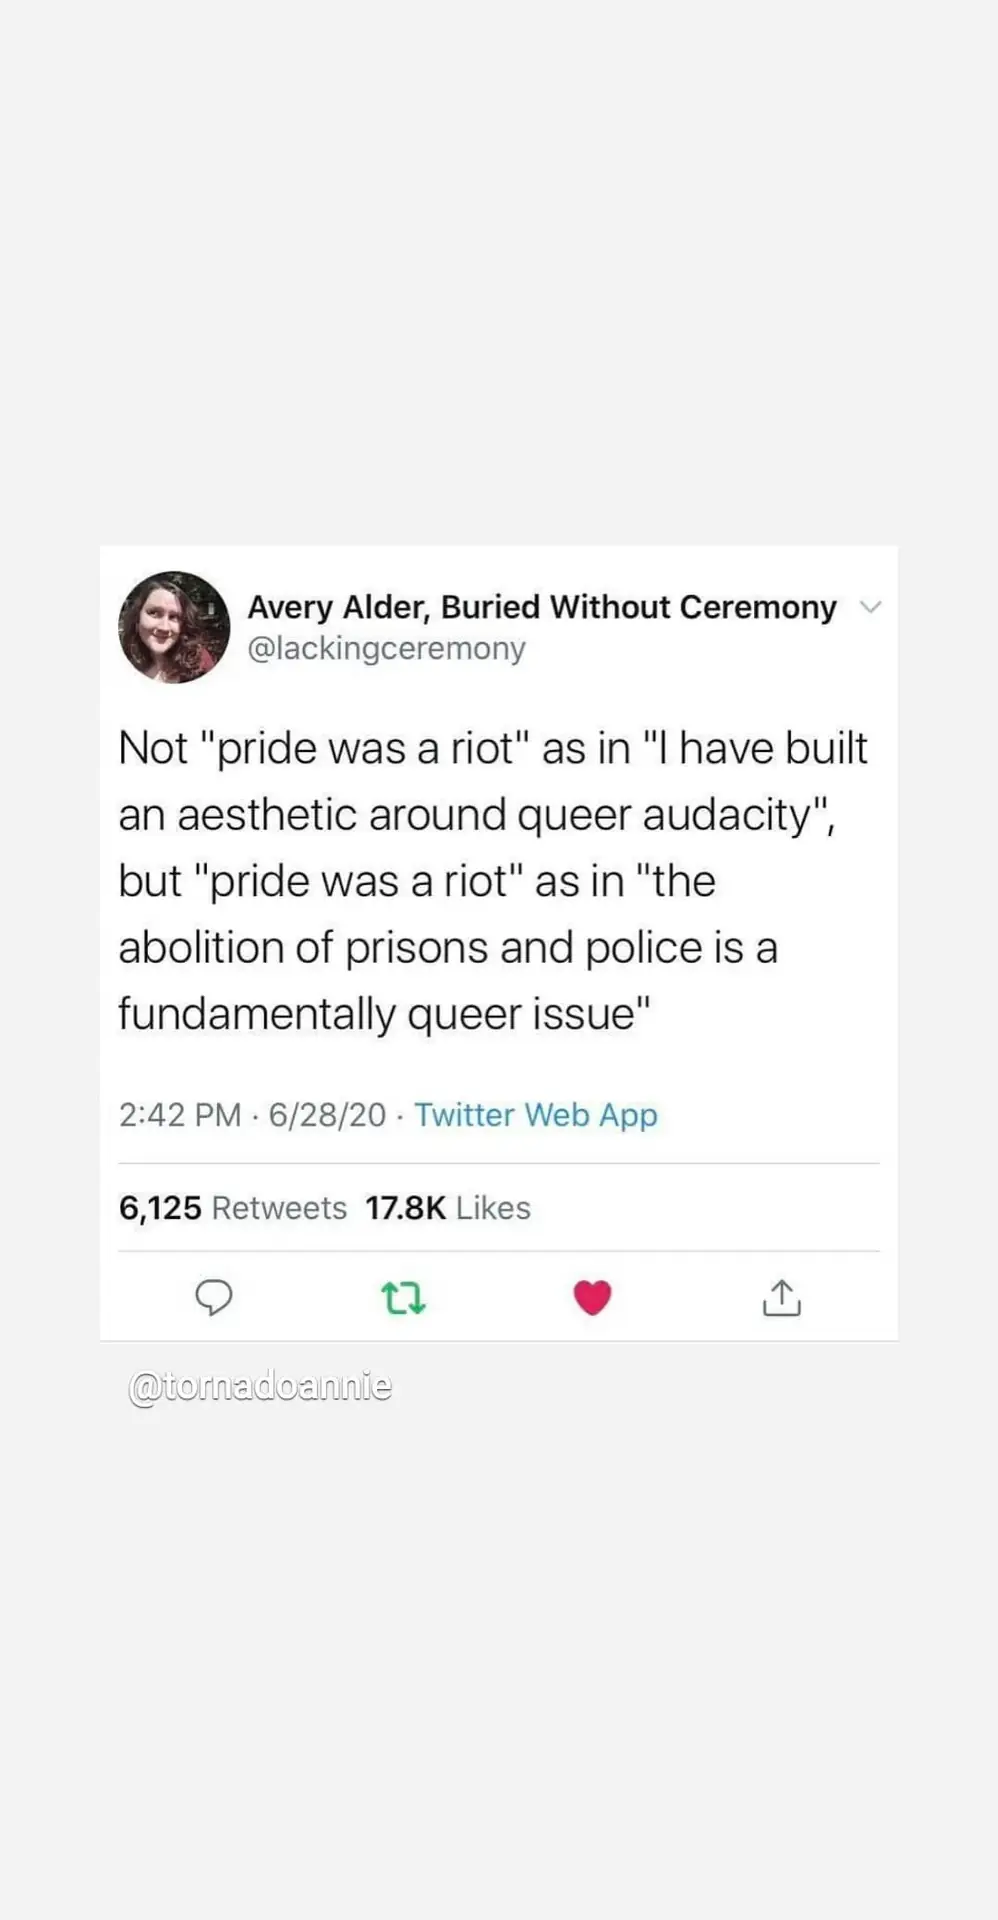 Avery Alder, Buried Without Ceremony
@lackingceremony
Not "pride was a riot" as in "I have built
an aesthetic around queer audacity",
but "pride was a riot" as in "the
abolition of prisons and police is a
fundamentally queer issue"
2:42 PM · 6/28/20 · Twitter Web App
6,125 Retweets 17.8K Likes
@tornadoannie